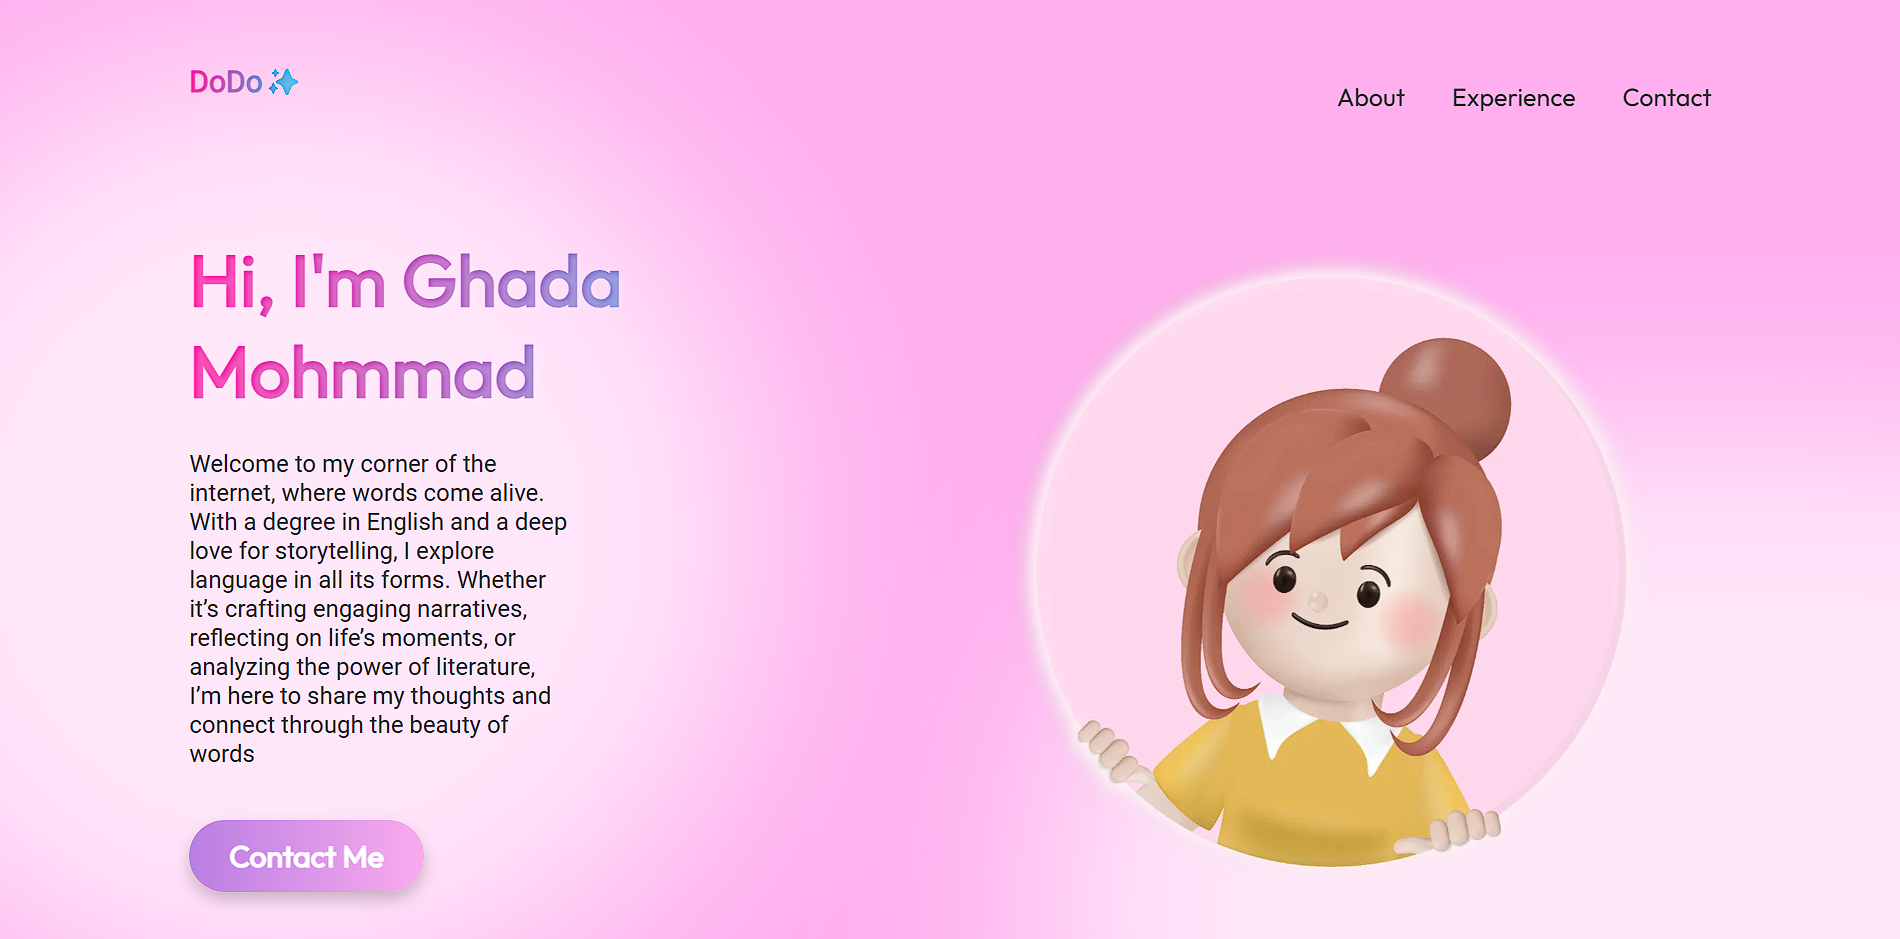 DoDo
About Experience Contact
Hi, I'm Ghada
Mohmmad
Welcome to my corner of the
internet, where words come alive.
With a degree in English and a deep
love for storytelling, I explore
language in all its forms. Whether
it’s crafting engaging narratives,
reflecting on life’s moments, or
analyzing the power of literature,
I’m here to share my thoughts and
connect through the beauty of
words
Contact Me